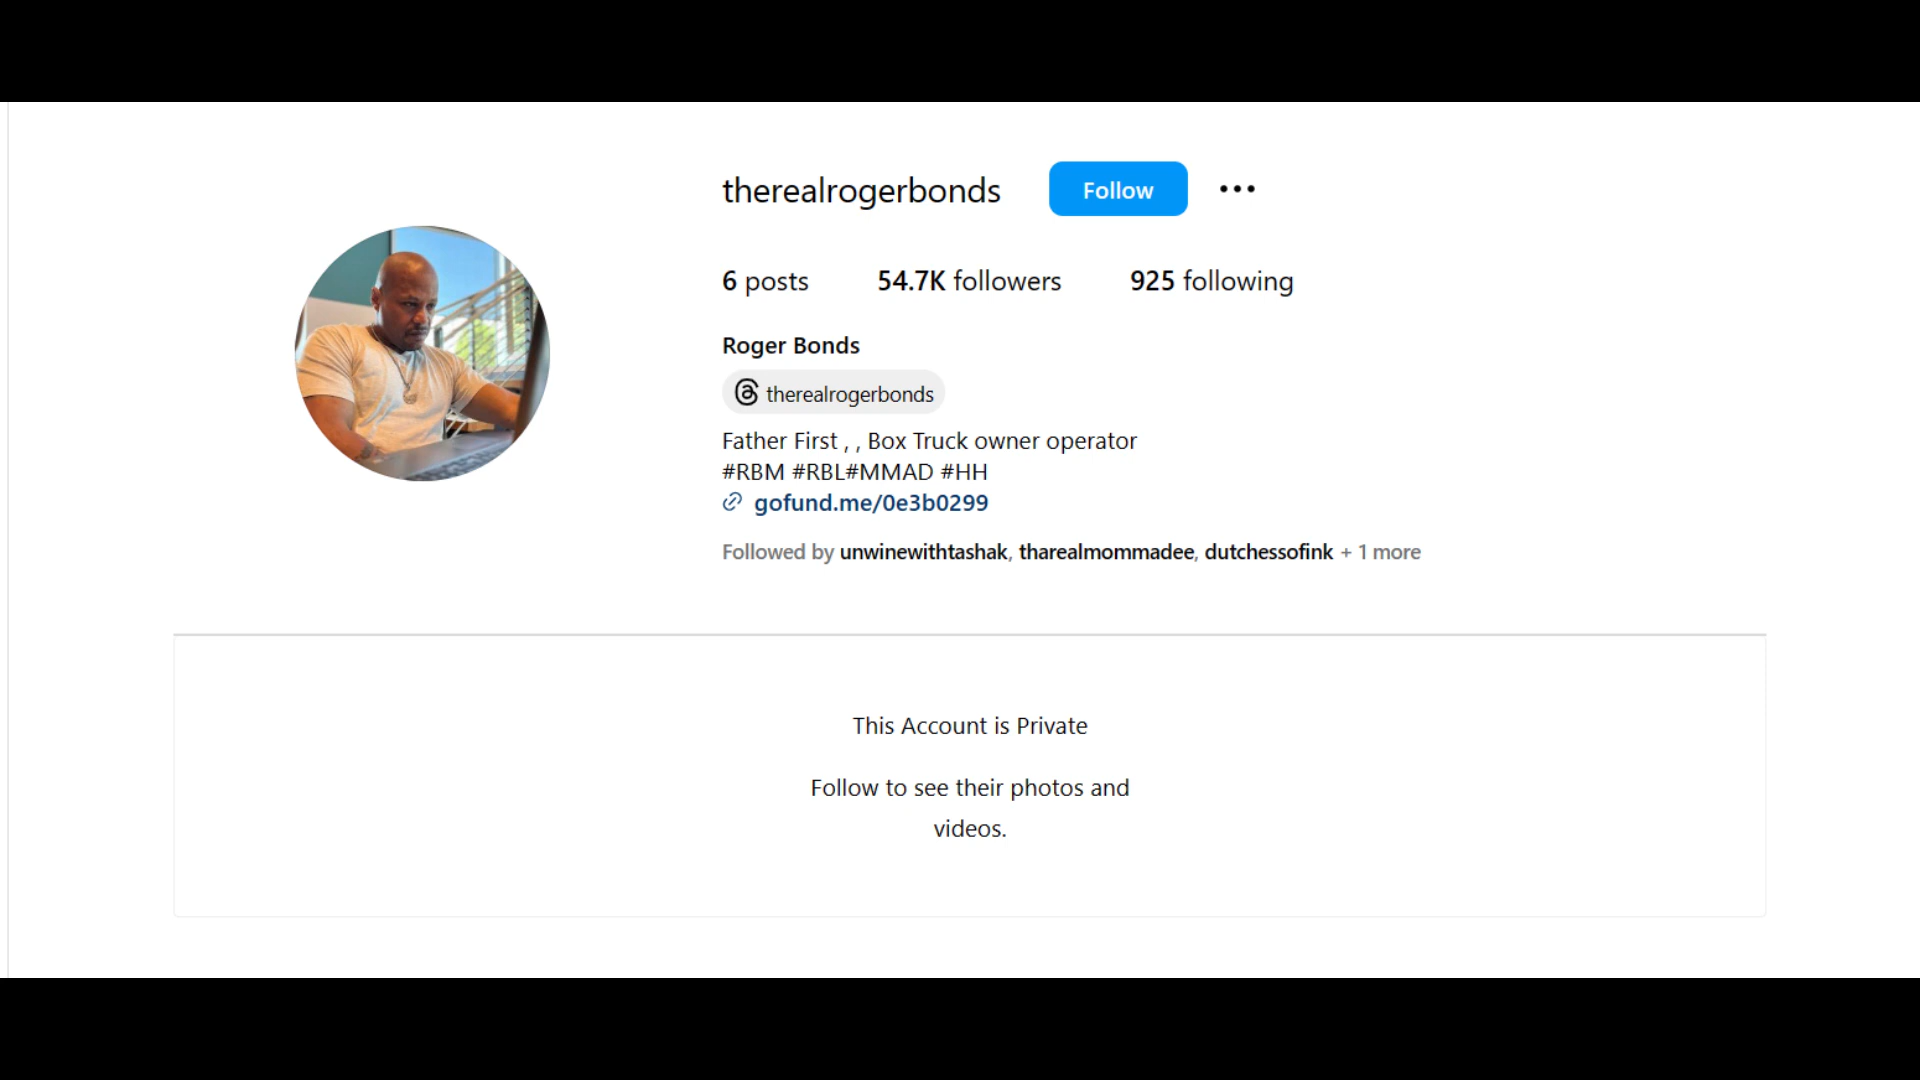 therealrogerbonds Follow
6 posts 54.7K followers 925 following
Roger Bonds
therealrogerbonds
Father First , , Box Truck owner operator
#RBM #RBL#MMAD #HH
gofund.me/0e3b0299
Followed by unwinewithtashak, tharealmommadee, dutchessofink + 1 more
This Account is Private
Follow to see their photos and
videos.